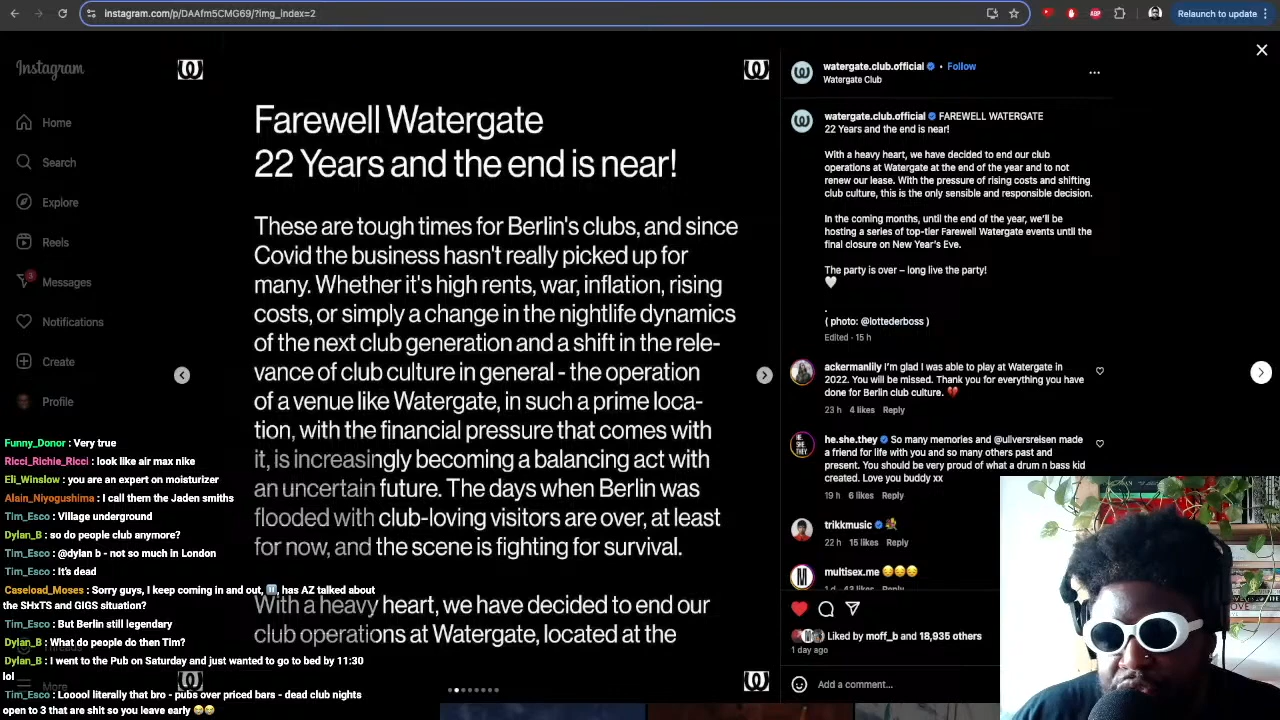 instagram.com/p/DAAfm5CMG69/?img_index=2
ABP
Relaunch to update
Instagram
Home
Search
Explore
Reels
3
Messages
Notifications
Create
Profile
More
Farewell Watergate
22 Years and the end is near!
These are tough times for Berlin's clubs, and since
Covid the business hasn't really picked up for
many. Whether it's high rents, war, inflation, rising
costs, or simply a change in the nightlife dynamics
of the next club generation and a shift in the rele-
vance of club culture in general - the operation
of a venue like Watergate, in such a prime loca-
tion, with the financial pressure that comes with
it, is increasingly becoming a balancing act with
an uncertain future. The days when Berlin was
flooded with club-loving visitors are over, at least
for now, and the scene is fighting for survival.
With a heavy heart, we have decided to end our
club operations at Watergate, located at the
watergate.club.official • Follow
Watergate Club
watergate.club.official FAREWELL WATERGATE
22 Years and the end is near!
With a heavy heart, we have decided to end our club
operations at Watergate at the end of the year and to not
renew our lease. With the pressure of rising costs and shifting
club culture, this is the only sensible and responsible decision.
In the coming months, until the end of the year, we'll be
hosting a series of top-tier Farewell Watergate events until the
final closure on New Year's Eve.
The party is over – long live the party!
🤍
.
( photo: @lottederboss )
Edited · 15 h
ackermanlily I'm glad I was able to play at Watergate in
2022. You will be missed. Thank you for everything you have
done for Berlin club culture. 💔
23 h 4 likes Reply
he.she.they So many memories and @uliversreisen made
a friend for life with you and so many others past and
present. You should be very proud of what a drum n bass kid
created. Love you buddy xx
19 h 6 likes Reply
trikkmusic
22 h 15 likes Reply
multisex.me 😔😔😔
Liked by moff_b and 18,935 others
1 day ago
Add a comment...
Funny_Donor : Very true
Ricci_Richie_Ricci : look like air max nike
Eli_Winslow : you are an expert on moisturizer
Alain_Niyogushima : I call them the Jaden smiths
Tim_Esco : Village underground
Dylan_B : so do people club anymore?
Tim_Esco : @dylan b - not so much in London
Tim_Esco : It's dead
Caseload_Moses : Sorry guys, I keep coming in and out, ⏸, has AZ talked about
the SHxTS and GIGS situation?
Tim_Esco : But Berlin still legendary
Dylan_B : What do people do then Tim?
Dylan_B : I went to the Pub on Saturday and just wanted to go to bed by 11:30
lol
Tim_Esco : Looool literally that bro - pubs over priced bars - dead club nights
open to 3 that are shit so you leave early 😂😂